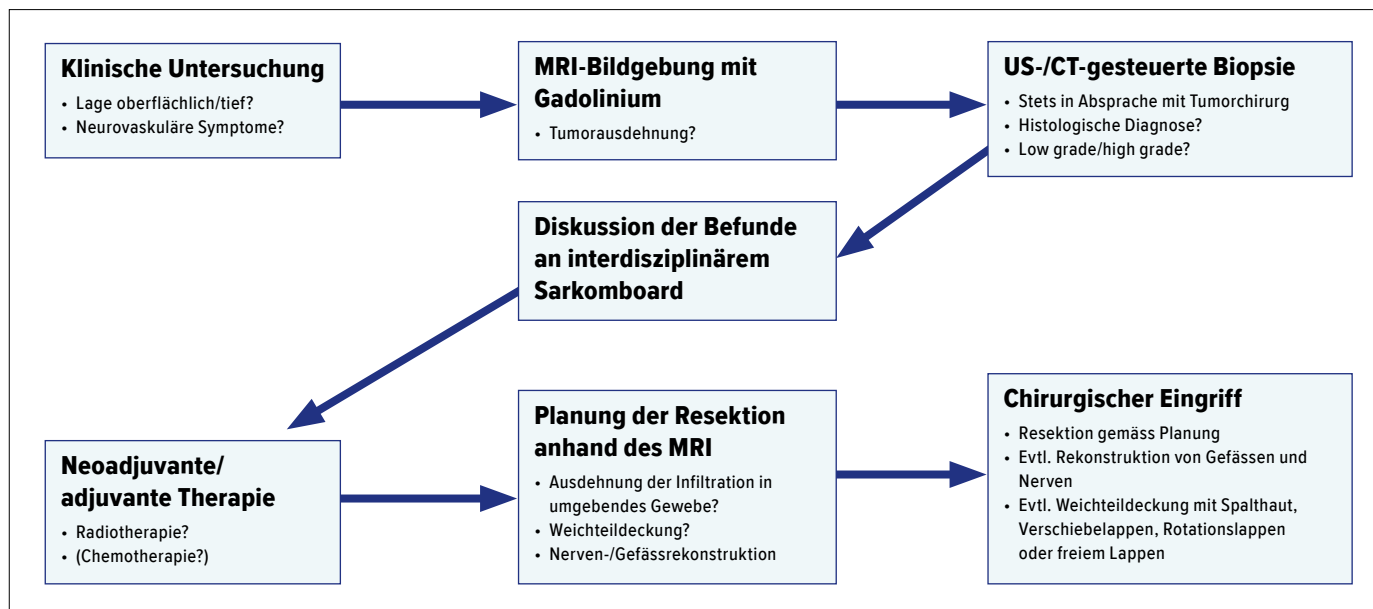 Klinische Untersuchung
• Lage oberflächlich/tief?
• Neurovaskuläre Symptome?
MRI-Bildgebung mit
Gadolinium
• Tumorausdehnung?
US-/CT-gesteuerte Biopsie
• Stets in Absprache mit Tumorchirurg
• Histologische Diagnose?
• Low grade/high grade?
Diskussion der Befunde
an interdisziplinärem
Sarkomboard
Neoadjuvante/
adjuvante Therapie
• Radiotherapie?
• (Chemotherapie?)
Planung der Resektion
anhand des MRI
• Ausdehnung der Infiltration in
umgebendes Gewebe?
• Weichteildeckung?
• Nerven-/Gefässrekonstruktion
Chirurgischer Eingriff
• Resektion gemäss Planung
• Evtl. Rekonstruktion von Gefässen und
Nerven
• Evtl. Weichteildeckung mit Spalthaut,
Verschiebelappen, Rotationslappen
oder freiem Lappen